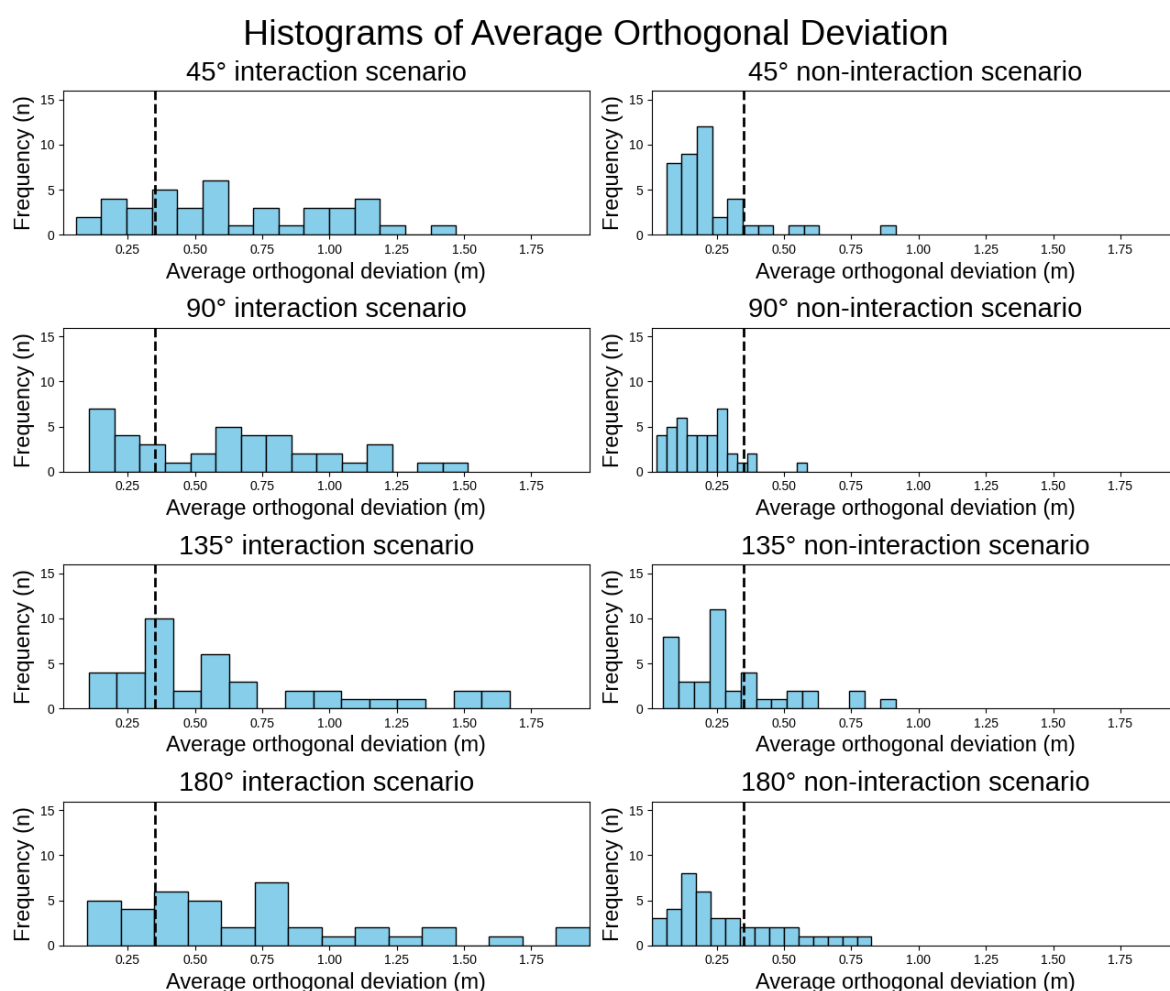 Histograms of Average Orthogonal Deviation
45° interaction scenario
15
10
5
0
Frequency (n)
0.25 0.50 0.75 1.00 1.25 1.50 1.75
Average orthogonal deviation (m)
45° non-interaction scenario
15
10
5
0
Frequency (n)
0.25 0.50 0.75 1.00 1.25 1.50 1.75
Average orthogonal deviation (m)
90° interaction scenario
15
10
5
0
Frequency (n)
0.25 0.50 0.75 1.00 1.25 1.50 1.75
Average orthogonal deviation (m)
90° non-interaction scenario
15
10
5
0
Frequency (n)
0.25 0.50 0.75 1.00 1.25 1.50 1.75
Average orthogonal deviation (m)
135° interaction scenario
15
10
5
0
Frequency (n)
0.25 0.50 0.75 1.00 1.25 1.50 1.75
Average orthogonal deviation (m)
135° non-interaction scenario
15
10
5
0
Frequency (n)
0.25 0.50 0.75 1.00 1.25 1.50 1.75
Average orthogonal deviation (m)
180° interaction scenario
15
10
5
0
Frequency (n)
0.25 0.50 0.75 1.00 1.25 1.50 1.75
Average orthogonal deviation (m)
180° non-interaction scenario
15
10
5
0
Frequency (n)
0.25 0.50 0.75 1.00 1.25 1.50 1.75
Average orthogonal deviation (m)